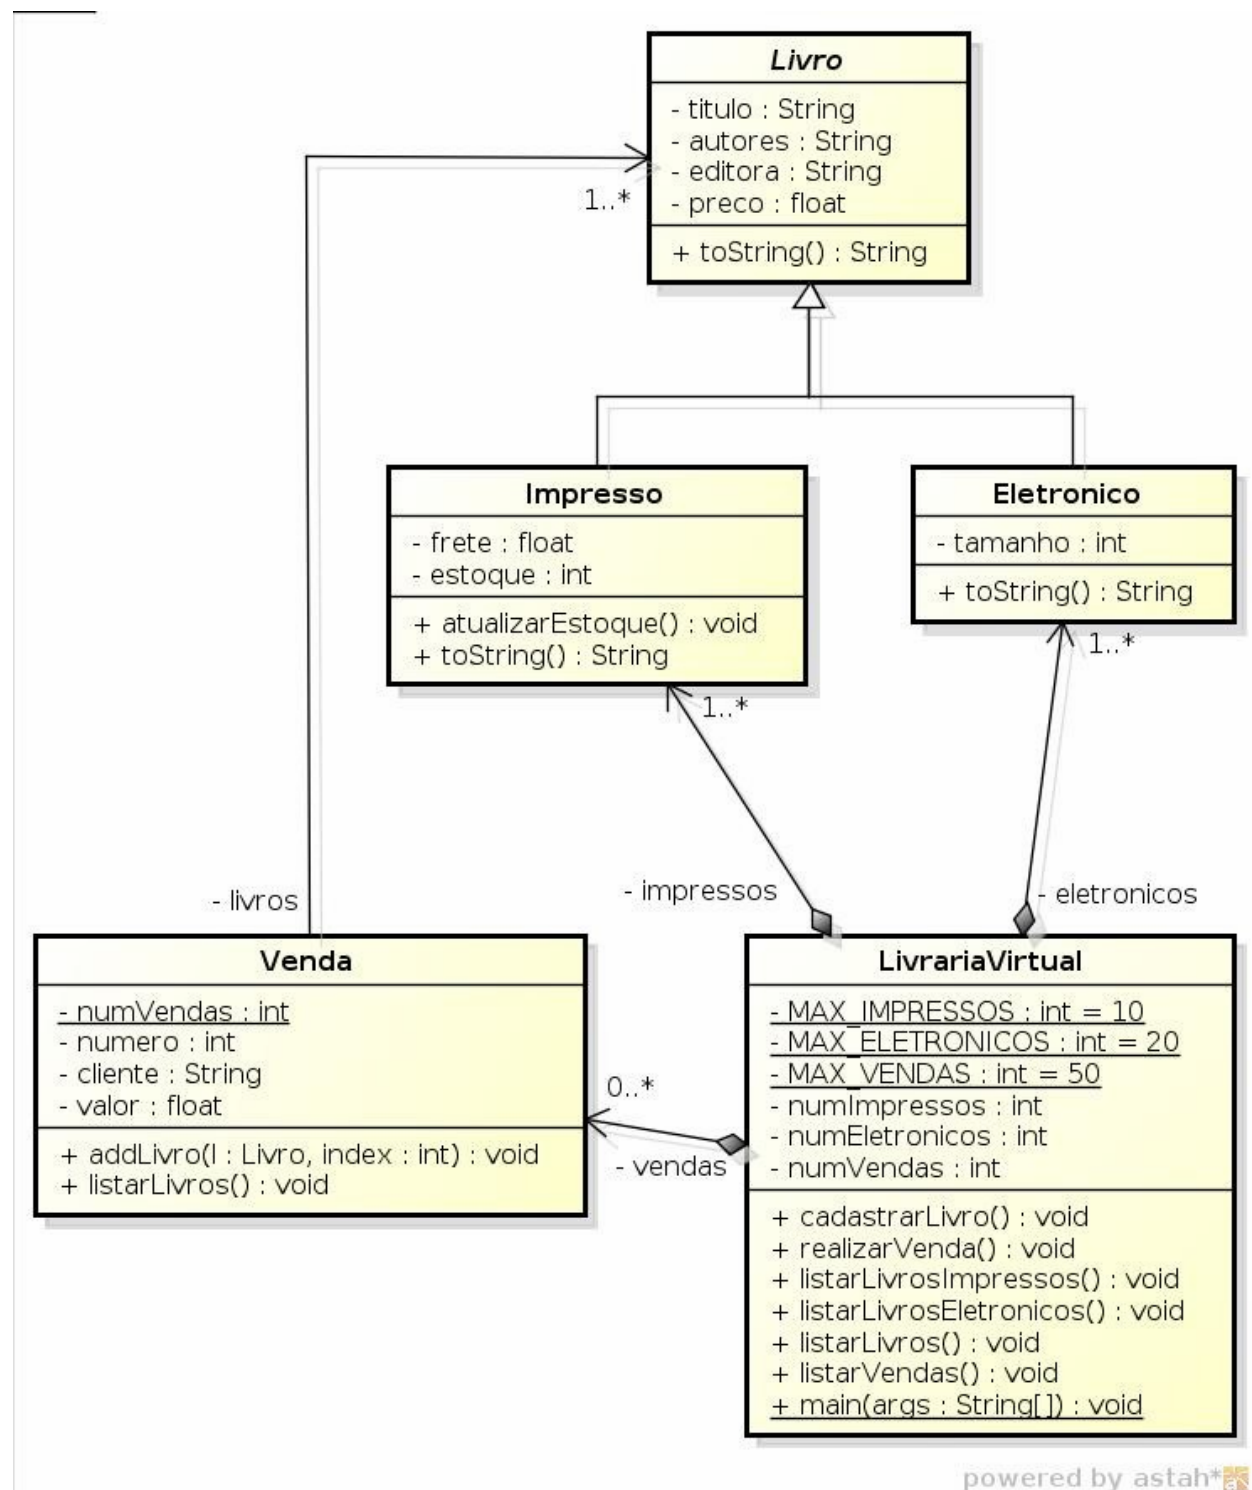 Livro
- titulo : String
- autores : String
- editora : String
- preco : float
+ toString() : String
1..*
Impresso
- frete : float
- estoque : int
+ atualizarEstoque() : void
+ toString() : String
Eletronico
- tamanho : int
+ toString() : String
1..*
1..*
- livros
- impressos
- eletronicos
Venda
- numVendas : int
- numero : int
- cliente : String
- valor : float
+ addLivro(l : Livro, index : int) : void
+ listarLivros() : void
0..*
- vendas
LivrariaVirtual
- MAX_IMPRESSOS : int = 10
- MAX_ELETRONICOS : int = 20
- MAX_VENDAS : int = 50
- numImpressos : int
- numEletronicos : int
- numVendas : int
+ cadastrarLivro() : void
+ realizarVenda() : void
+ listarLivrosImpressos() : void
+ listarLivrosEletronicos() : void
+ listarLivros() : void
+ listarVendas() : void
+ main(args : String[]) : void
powered by astah*